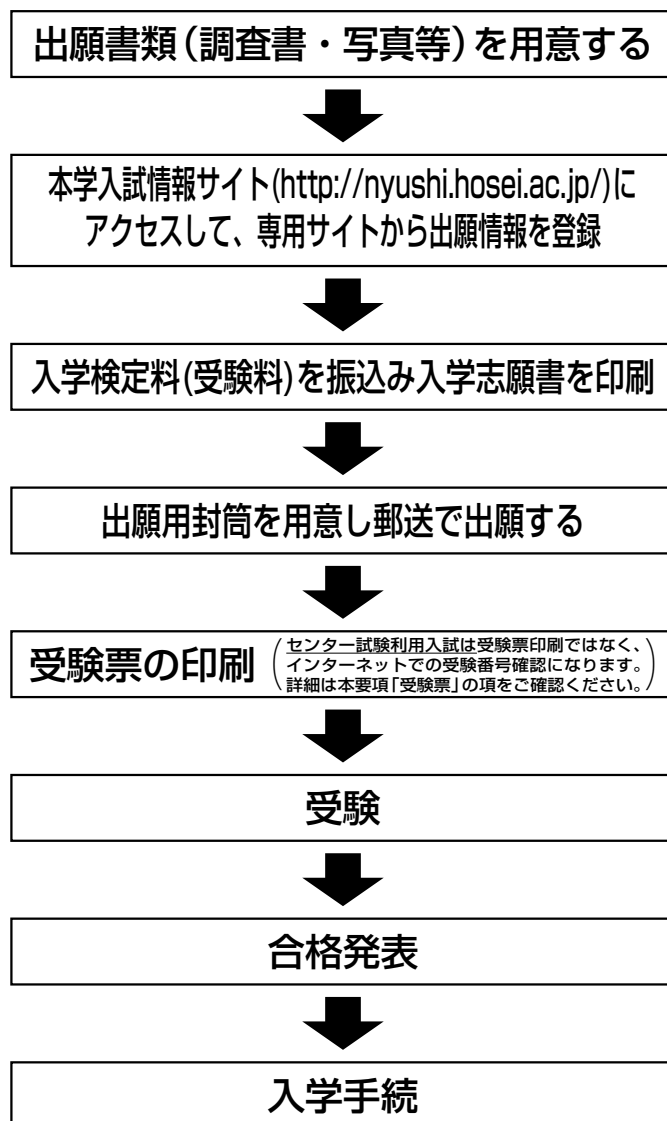 出願書類(調査書・写真等)を用意する
本学入試情報サイト(http://nyushi.hosei.ac.jp/)に
アクセスして、専用サイトから出願情報を登録
入学検定料(受験料)を振込み入学志願書を印刷
出願用封筒を用意し郵送で出願する
受験票の印刷
センター試験利用入試は受験票印刷ではなく、
インターネットでの受験番号確認になります。
詳細は本要項「受験票」の項をご確認ください。
受験
合格発表
入学手続